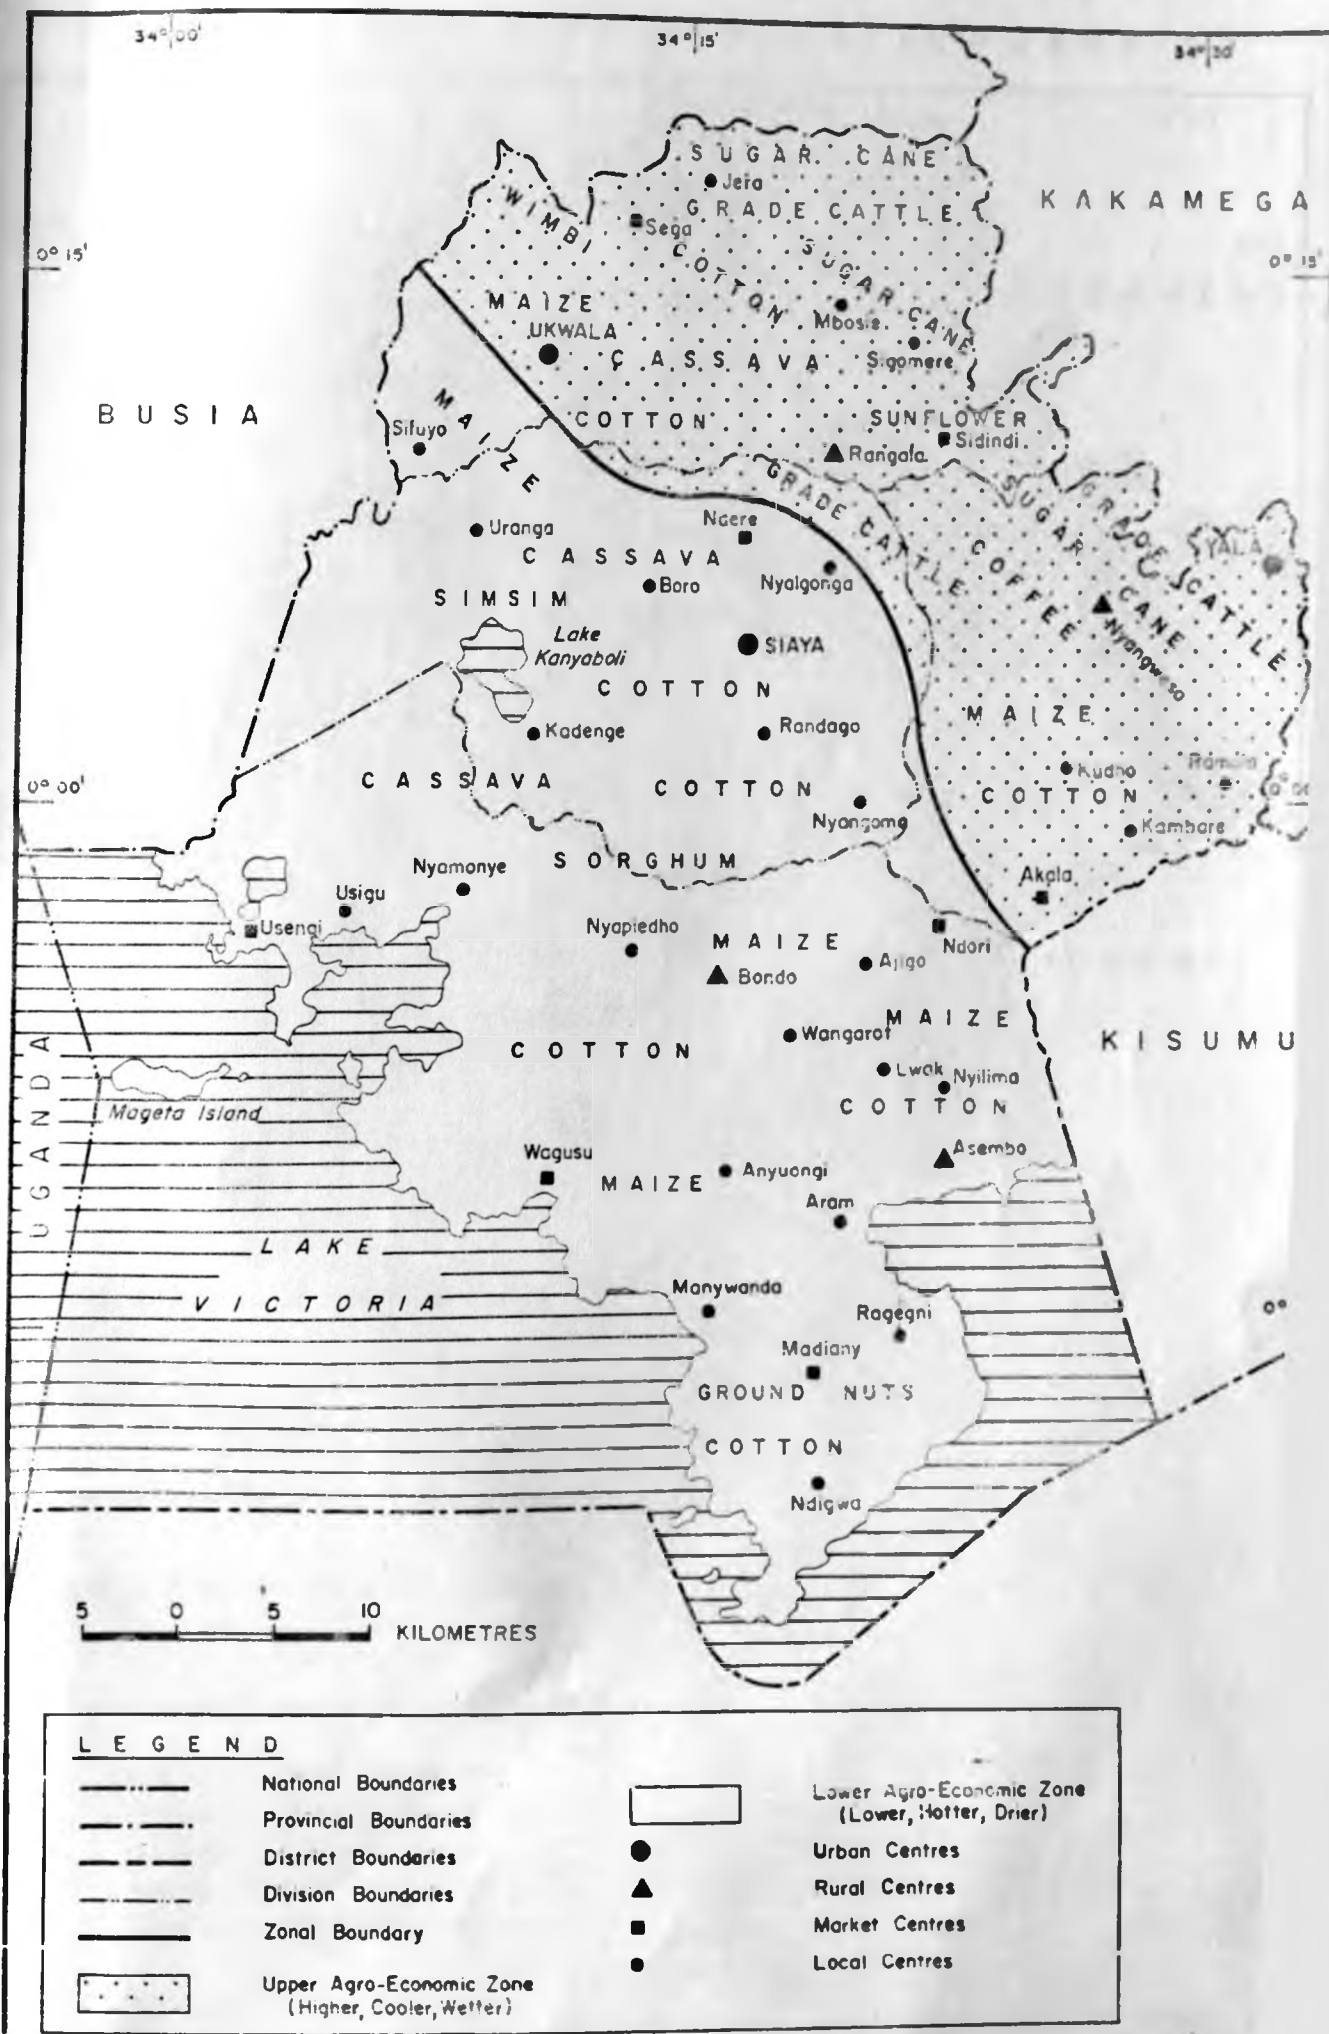 34° 00'
34° 15'
34° 30'
SUGAR CANE
Jera
KAKAMEGA
WIMBI
GRADE CATTLE
Sega
0° 15'
COTTON
SUGAR CANE
0° 15'
MAIZE
Mbosie
UKWALA
Sigomere
CASSAVA
BUSIA
MAIZE
COTTON
SUNFLOWER
Sifuyo
Sidindi
Rangala
GRADE CATTLE
SUGAR CANE
GRADE CATTLE
Uranga
Ngere
COFFEE
YALA
CASSAVA
Boro
Nyalgonga
SIMSIM
Nyangweso
Lake
Kanyaboli
SIAYA
COTTON
MAIZE
Kadenge
Randago
CASSAVA
COTTON
Kudho
Ramula
0° 00'
COTTON
0° 00'
Nyangoma
Kambare
SORGHUM
Nyamonye
Akala
Usigu
Usengi
Nyapiedho
MAIZE
Ndori
Ajigo
Bondo
MAIZE
Wangarot
KISUMU
COTTON
Lwak
Nyilima
UGANDA
Mageta Island
COTTON
Asembo
Wagusu
MAIZE
Anyuongi
Aram
LAKE
VICTORIA
Manywanda
Ragegni
0°
Madiany
GROUND NUTS
COTTON
Ndigwa
5 0 5 10 KILOMETRES
LEGEND
National Boundaries
Provincial Boundaries
District Boundaries
Division Boundaries
Zonal Boundary
Upper Agro-Economic Zone
(Higher, Cooler, Wetter)
Lower Agro-Economic Zone
(Lower, Hotter, Drier)
Urban Centres
Rural Centres
Market Centres
Local Centres